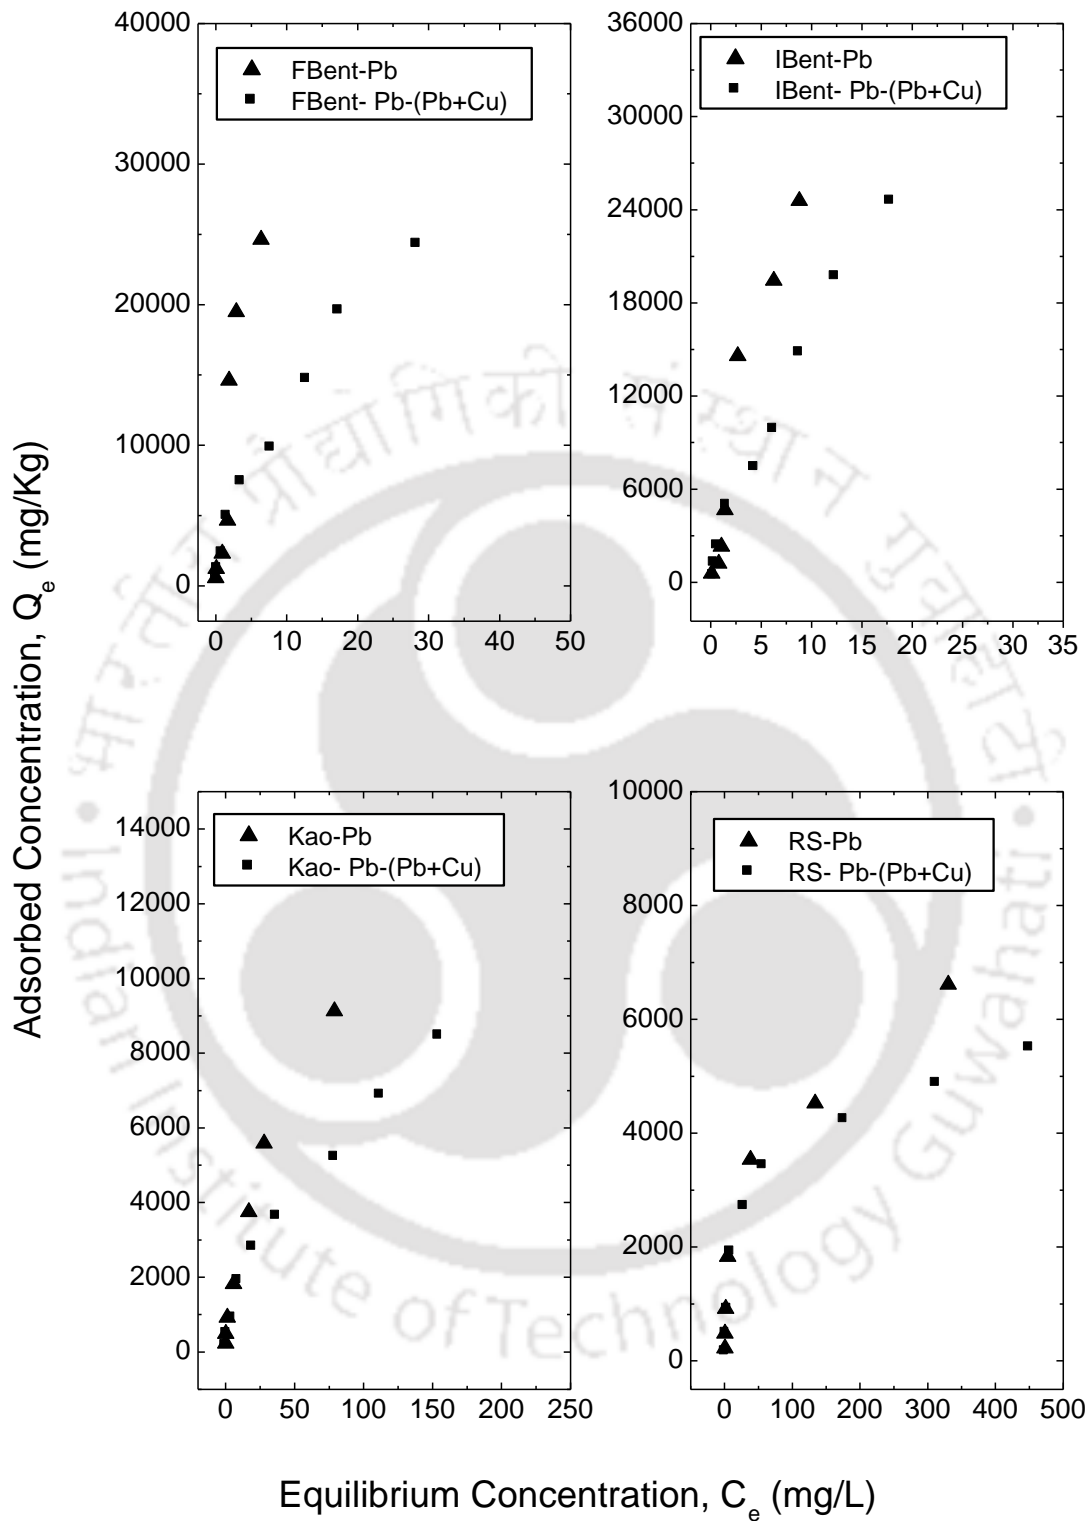 40000
30000
20000
10000
0
0 10 20 30 40 50
FBent-Pb
FBent- Pb-(Pb+Cu)
36000
30000
24000
18000
12000
6000
0
0 5 10 15 20 25 30 35
IBent-Pb
IBent- Pb-(Pb+Cu)
14000
12000
10000
8000
6000
4000
2000
0
0 50 100 150 200 250
Kao-Pb
Kao- Pb-(Pb+Cu)
10000
8000
6000
4000
2000
0
0 100 200 300 400 500
RS-Pb
RS- Pb-(Pb+Cu)
Adsorbed Concentration, Qe (mg/Kg)
Equilibrium Concentration, Ce (mg/L)
भारतीय प्रौद्योगिकी संस्थान गुवाहाटी
Indian Institute of Technology Guwahati